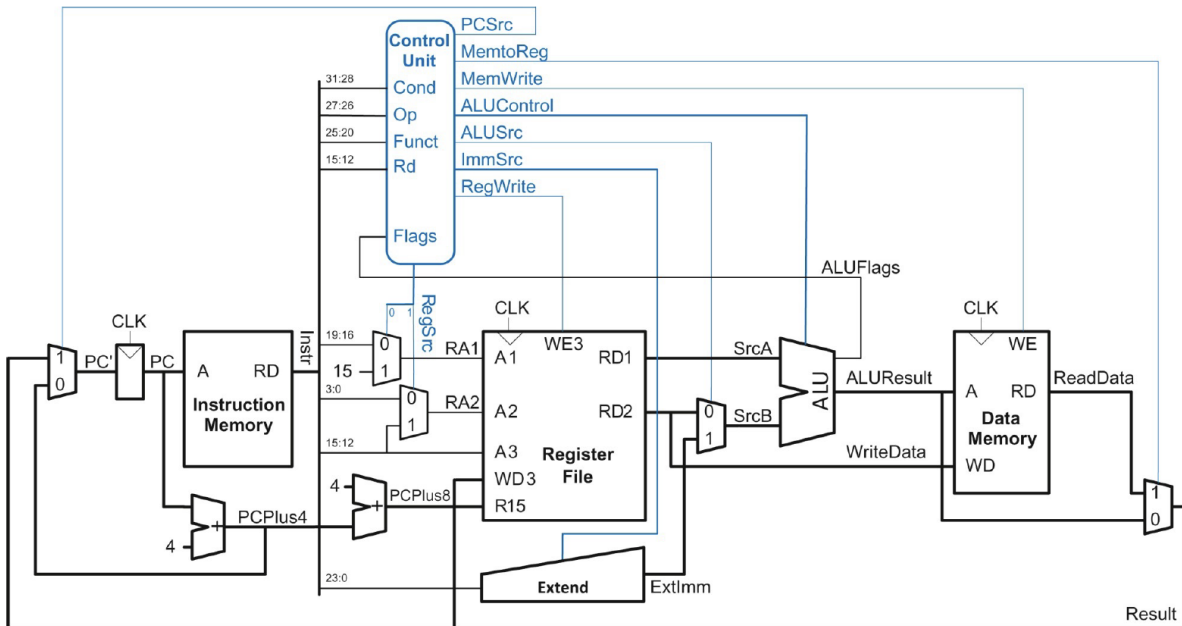 PCSrc
Control
Unit
MemtoReg
31:28
Cond
MemWrite
27:26
Op
ALUControl
25:20
Funct
ALUSrc
15:12
Rd
ImmSrc
RegWrite
Flags
ALUFlags
RegSrc
0 1
CLK
1
0
PC'
PC
A RD
Instruction
Memory
Instr
19:16
15
0
1
RA1
3:0
0
1
RA2
15:12
CLK
WE3
A1
RD1
A2
RD2
A3
Register
File
WD3
R15
4
+
PCPlus8
4
+
PCPlus4
23:0
Extend
ExtImm
0
1
SrcA
SrcB
ALU
ALUResult
WriteData
CLK
WE
A RD
Data
Memory
WD
ReadData
1
0
Result